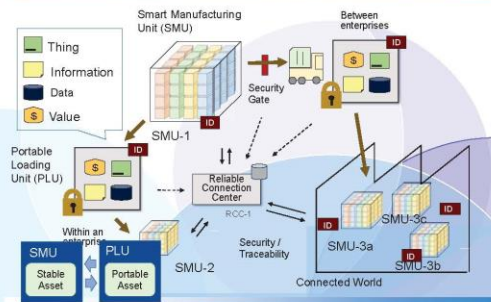 Thing
Information
Data
$
Value
Smart Manufacturing
Unit (SMU)
ID
SMU-1
Security
Gate
Between
enterprises
ID
$
Portable
Loading
Unit (PLU)
ID
$
Reliable
Connection
Center
RCC-1
Within an
enterprise
SMU-2
Security /
Traceability
SMU-3c
ID
ID
SMU-3a
ID
SMU-3b
Connected World
SMU
PLU
Stable
Asset
Portable
Asset